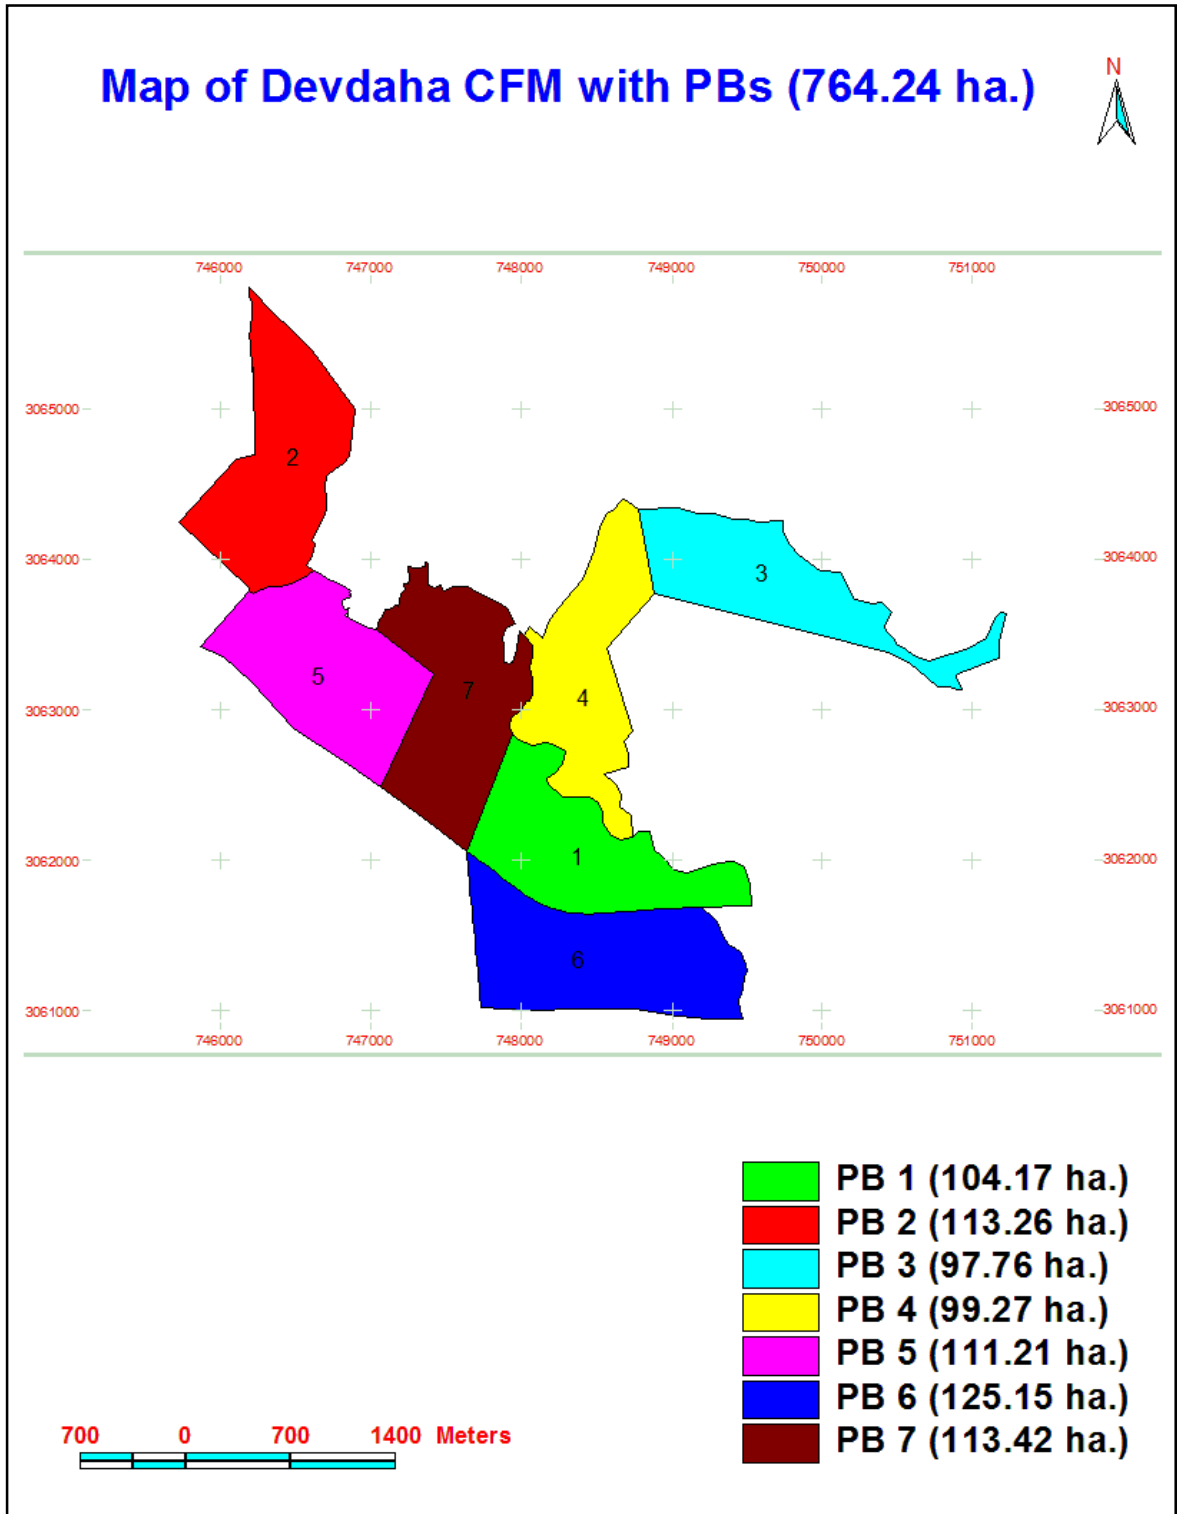 N
Map of Devdaha CFM with PBs (764.24 ha.)
746000 747000 748000 749000 750000 751000
3065000 3065000
2
3064000 3064000
3
5
7
4
3063000 3063000
1
3062000 3062000
6
3061000 3061000
746000 747000 748000 749000 750000 751000
PB 1 (104.17 ha.)
PB 2 (113.26 ha.)
PB 3 (97.76 ha.)
PB 4 (99.27 ha.)
PB 5 (111.21 ha.)
PB 6 (125.15 ha.)
PB 7 (113.42 ha.)
700 0 700 1400 Meters